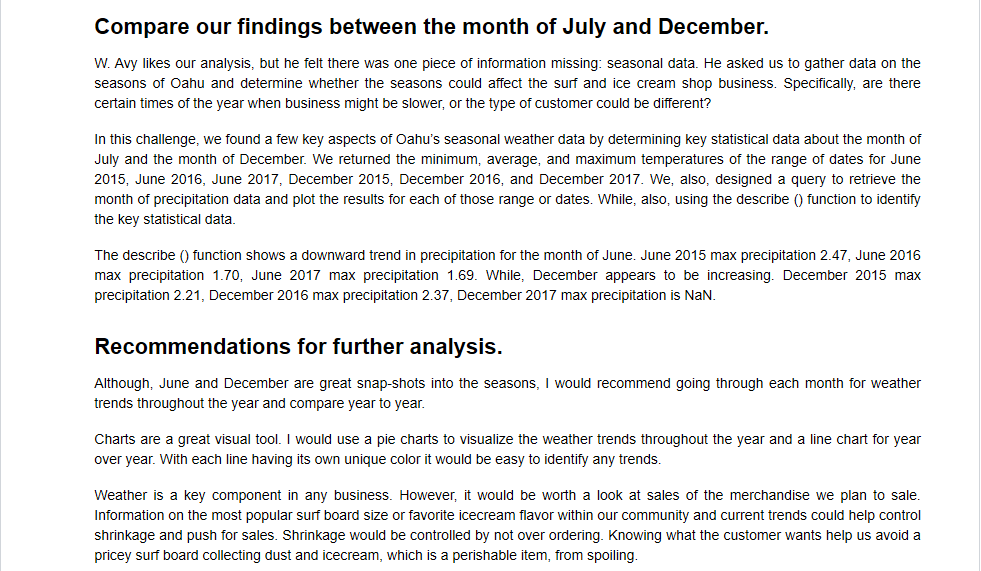 Compare our findings between the month of July and December.
W. Avy likes our analysis, but he felt there was one piece of information missing: seasonal data. He asked us to gather data on the
seasons of Oahu and determine whether the seasons could affect the surf and ice cream shop business. Specifically, are there
certain times of the year when business might be slower, or the type of customer could be different?
In this challenge, we found a few key aspects of Oahu's seasonal weather data by determining key statistical data about the month of
July and the month of December. We returned the minimum, average, and maximum temperatures of the range of dates for June
2015, June 2016, June 2017, December 2015, December 2016, and December 2017. We, also, designed a query to retrieve the
month of precipitation data and plot the results for each of those range or dates. While, also, using the describe () function to identify
the key statistical data.
The describe () function shows a downward trend in precipitation for the month of June. June 2015 max precipitation 2.47, June 2016
max precipitation 1.70, June 2017 max precipitation 1.69. While, December appears to be increasing. December 2015 max
precipitation 2.21, December 2016 max precipitation 2.37, December 2017 max precipitation is NaN.
Recommendations for further analysis.
Although, June and December are great snap-shots into the seasons, I would recommend going through each month for weather
trends throughout the year and compare year to year.
Charts are a great visual tool. I would use a pie charts to visualize the weather trends throughout the year and a line chart for year
over year. With each line having its own unique color it would be easy to identify any trends.
Weather is a key component in any business. However, it would be worth a look at sales of the merchandise we plan to sale.
Information on the most popular surf board size or favorite icecream flavor within our community and current trends could help control
shrinkage and push for sales. Shrinkage would be controlled by not over ordering. Knowing what the customer wants help us avoid a
pricey surf board collecting dust and icecream, which is a perishable item, from spoiling.